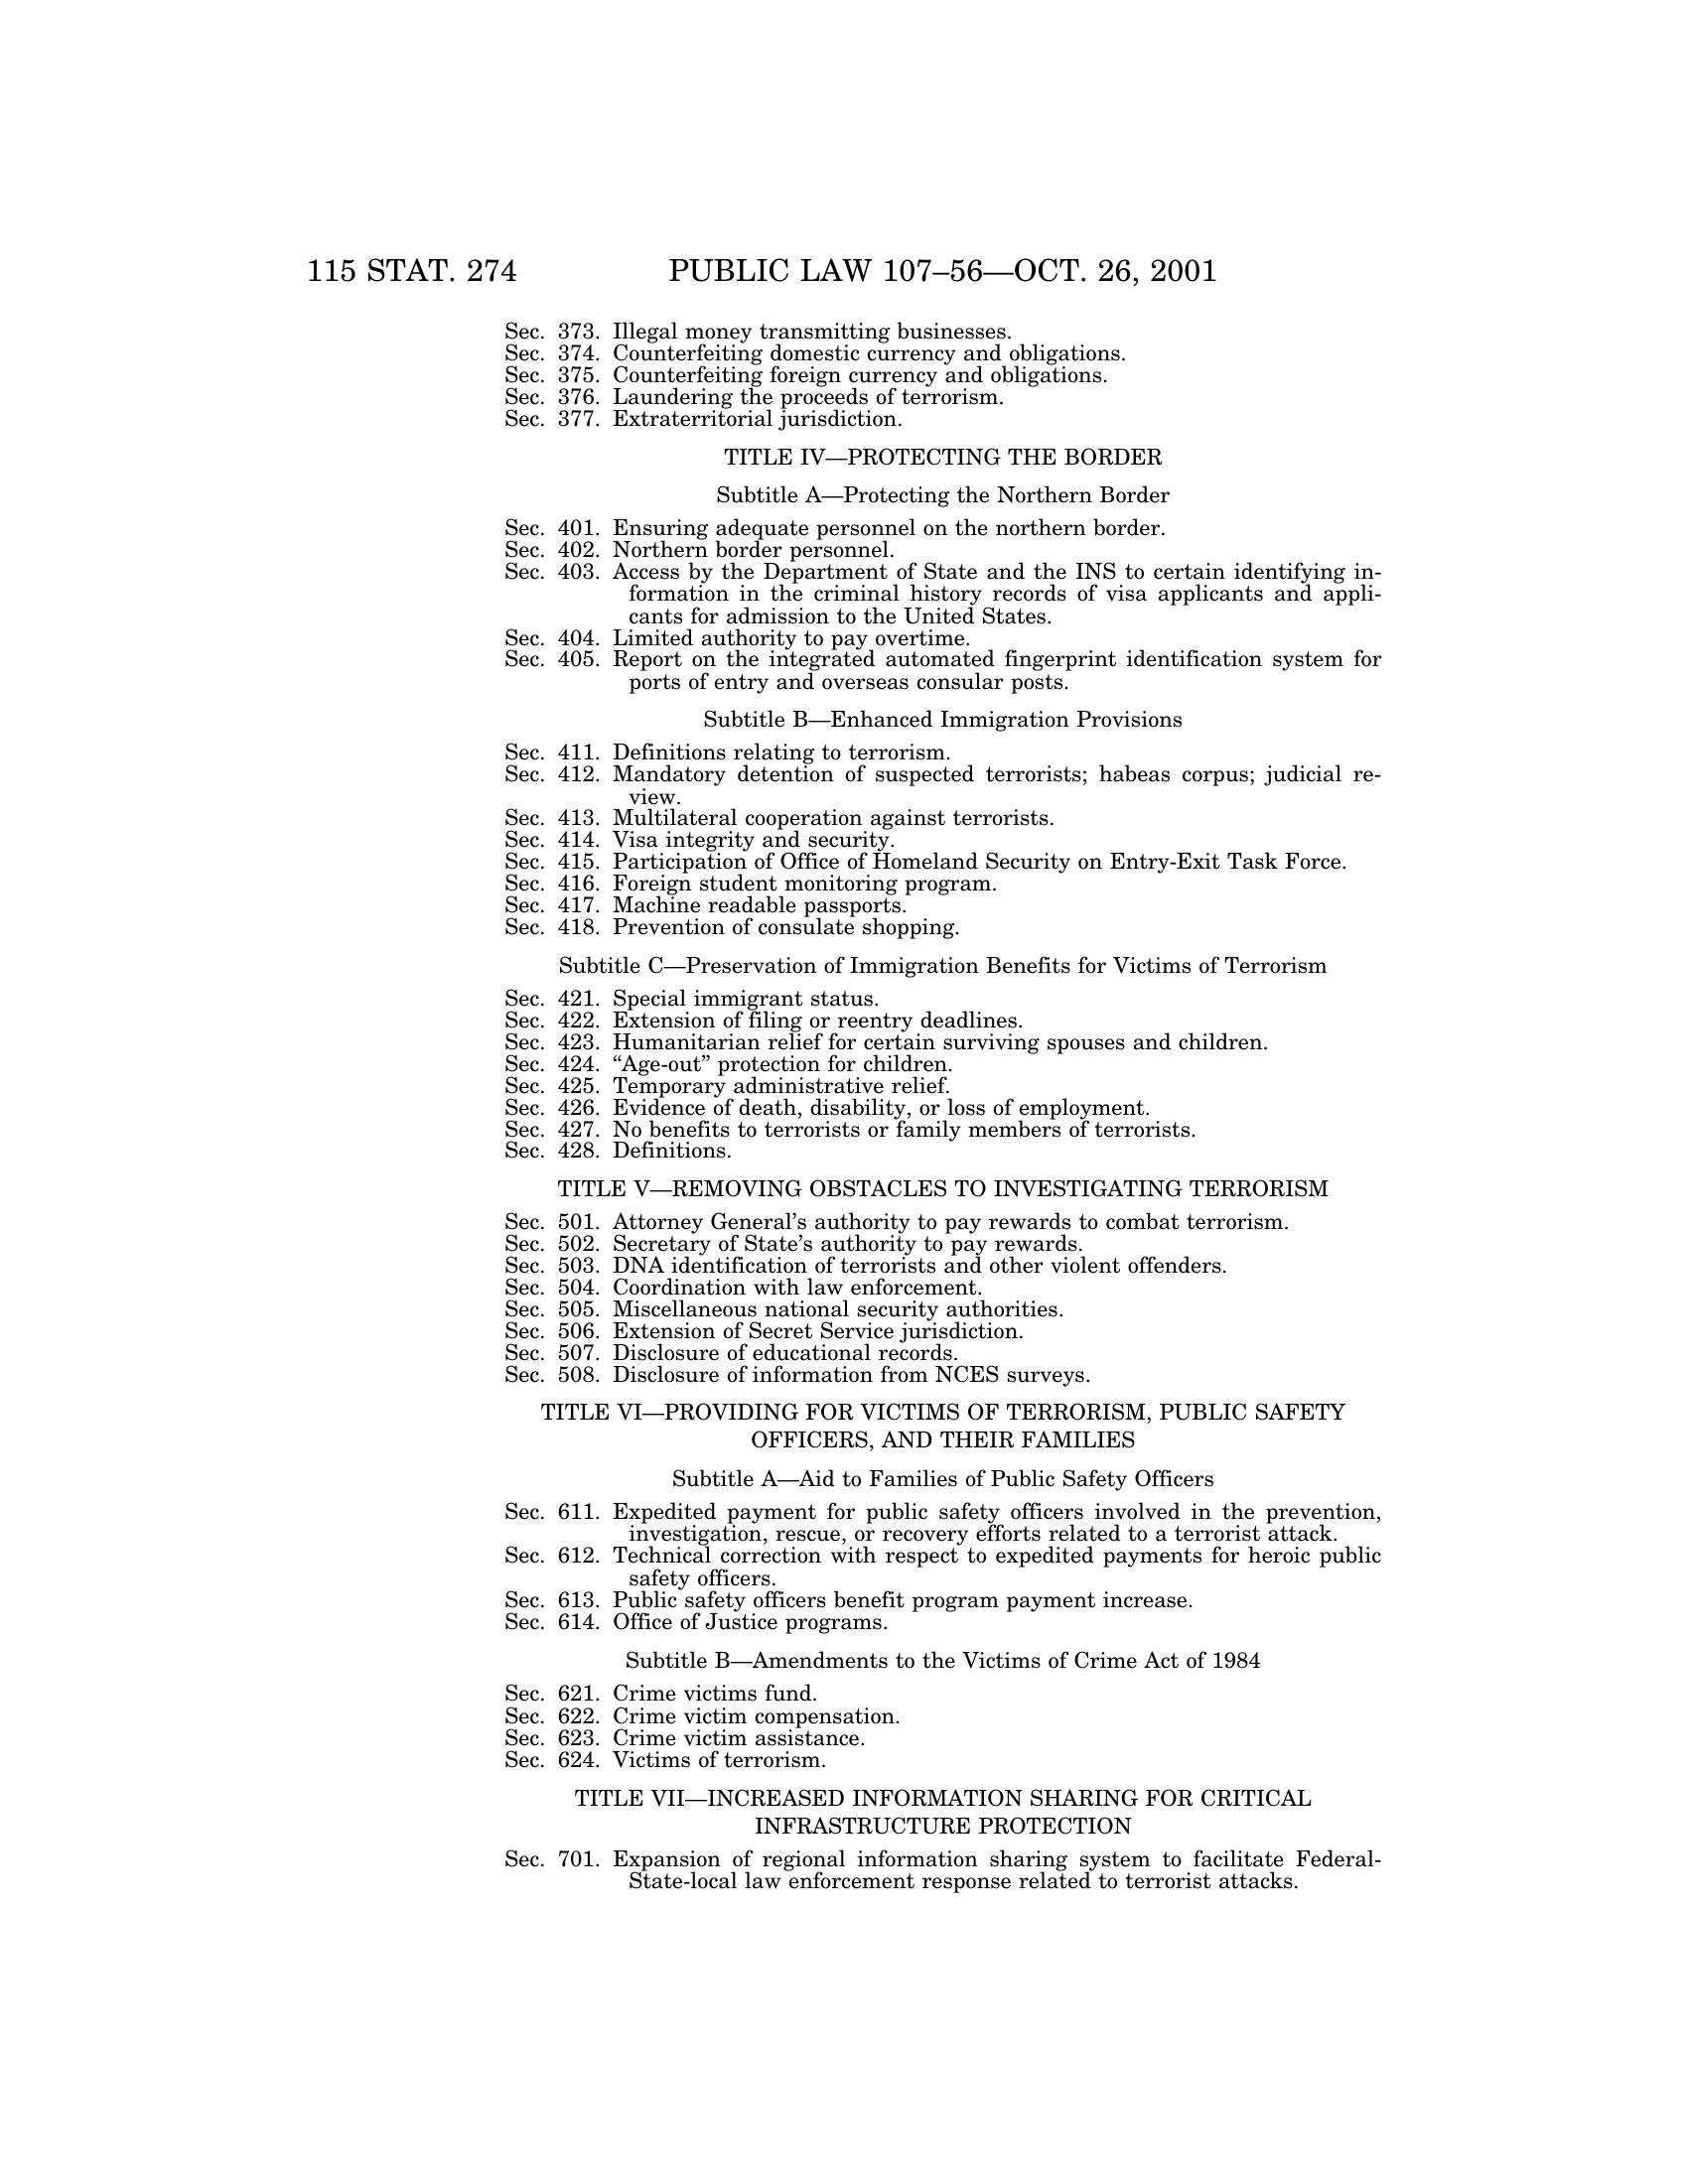 115 STAT. 274 PUBLIC LAW 107–56—OCT. 26, 2001
Sec. 373. Illegal money transmitting businesses.
Sec. 374. Counterfeiting domestic currency and obligations.
Sec. 375. Counterfeiting foreign currency and obligations.
Sec. 376. Laundering the proceeds of terrorism.
Sec. 377. Extraterritorial jurisdiction.
TITLE IV—PROTECTING THE BORDER
Subtitle A—Protecting the Northern Border
Sec. 401. Ensuring adequate personnel on the northern border.
Sec. 402. Northern border personnel.
Sec. 403. Access by the Department of State and the INS to certain identifying in-
formation in the criminal history records of visa applicants and appli-
cants for admission to the United States.
Sec. 404. Limited authority to pay overtime.
Sec. 405. Report on the integrated automated fingerprint identification system for
ports of entry and overseas consular posts.
Subtitle B—Enhanced Immigration Provisions
Sec. 411. Definitions relating to terrorism.
Sec. 412. Mandatory detention of suspected terrorists; habeas corpus; judicial re-
view.
Sec. 413. Multilateral cooperation against terrorists.
Sec. 414. Visa integrity and security.
Sec. 415. Participation of Office of Homeland Security on Entry-Exit Task Force.
Sec. 416. Foreign student monitoring program.
Sec. 417. Machine readable passports.
Sec. 418. Prevention of consulate shopping.
Subtitle C—Preservation of Immigration Benefits for Victims of Terrorism
Sec. 421. Special immigrant status.
Sec. 422. Extension of filing or reentry deadlines.
Sec. 423. Humanitarian relief for certain surviving spouses and children.
Sec. 424. “Age-out” protection for children.
Sec. 425. Temporary administrative relief.
Sec. 426. Evidence of death, disability, or loss of employment.
Sec. 427. No benefits to terrorists or family members of terrorists.
Sec. 428. Definitions.
TITLE V—REMOVING OBSTACLES TO INVESTIGATING TERRORISM
Sec. 501. Attorney General’s authority to pay rewards to combat terrorism.
Sec. 502. Secretary of State’s authority to pay rewards.
Sec. 503. DNA identification of terrorists and other violent offenders.
Sec. 504. Coordination with law enforcement.
Sec. 505. Miscellaneous national security authorities.
Sec. 506. Extension of Secret Service jurisdiction.
Sec. 507. Disclosure of educational records.
Sec. 508. Disclosure of information from NCES surveys.
TITLE VI—PROVIDING FOR VICTIMS OF TERRORISM, PUBLIC SAFETY
OFFICERS, AND THEIR FAMILIES
Subtitle A—Aid to Families of Public Safety Officers
Sec. 611. Expedited payment for public safety officers involved in the prevention,
investigation, rescue, or recovery efforts related to a terrorist attack.
Sec. 612. Technical correction with respect to expedited payments for heroic public
safety officers.
Sec. 613. Public safety officers benefit program payment increase.
Sec. 614. Office of Justice programs.
Subtitle B—Amendments to the Victims of Crime Act of 1984
Sec. 621. Crime victims fund.
Sec. 622. Crime victim compensation.
Sec. 623. Crime victim assistance.
Sec. 624. Victims of terrorism.
TITLE VII—INCREASED INFORMATION SHARING FOR CRITICAL
INFRASTRUCTURE PROTECTION
Sec. 701. Expansion of regional information sharing system to facilitate Federal-
State-local law enforcement response related to terrorist attacks.